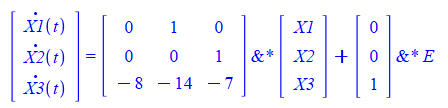 [Ẋ1(t); Ẋ2(t); Ẋ3(t)] = [0 1 0; 0 0 1; −8 −14 −7] &* [X1; X2; X3] + [0; 0; 1] &* E